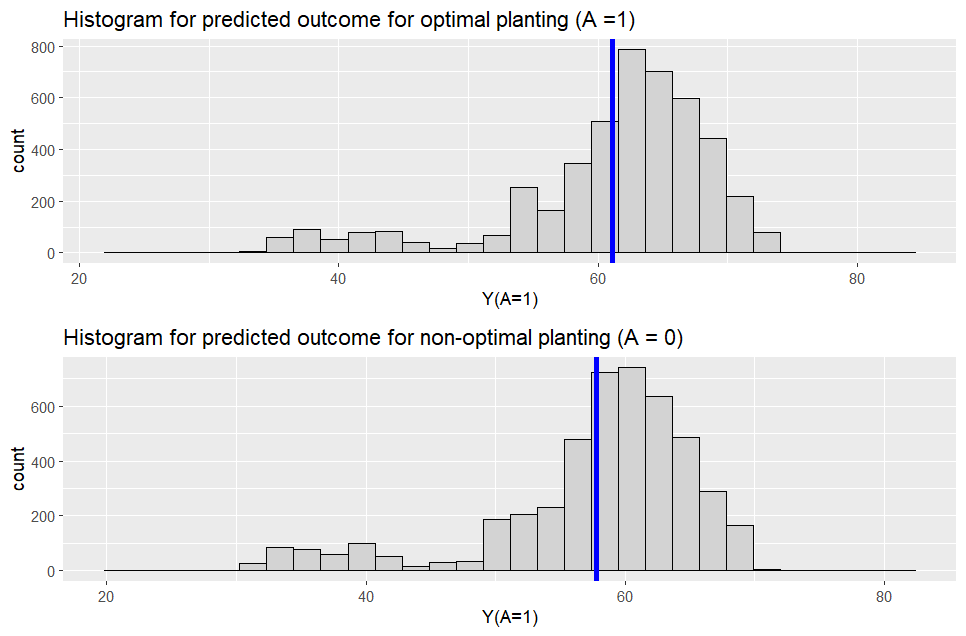 Histogram for predicted outcome for optimal planting (A =1)
800
600
400
200
0
count
20 40 60 80
Y(A=1)
Histogram for predicted outcome for non-optimal planting (A = 0)
600
400
200
0
count
20 40 60 80
Y(A=1)